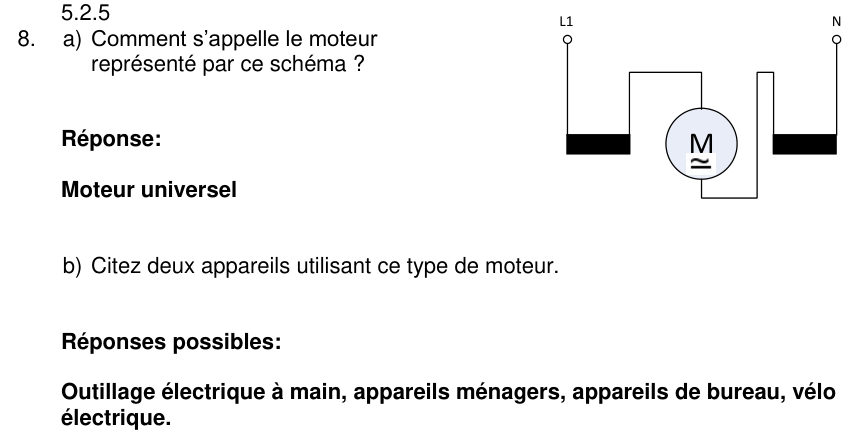 5.2.5
8. a) Comment s'appelle le moteur
représenté par ce schéma ?
L1
N
M
≃
Réponse:
Moteur universel
b) Citez deux appareils utilisant ce type de moteur.
Réponses possibles:
Outillage électrique à main, appareils ménagers, appareils de bureau, vélo
électrique.